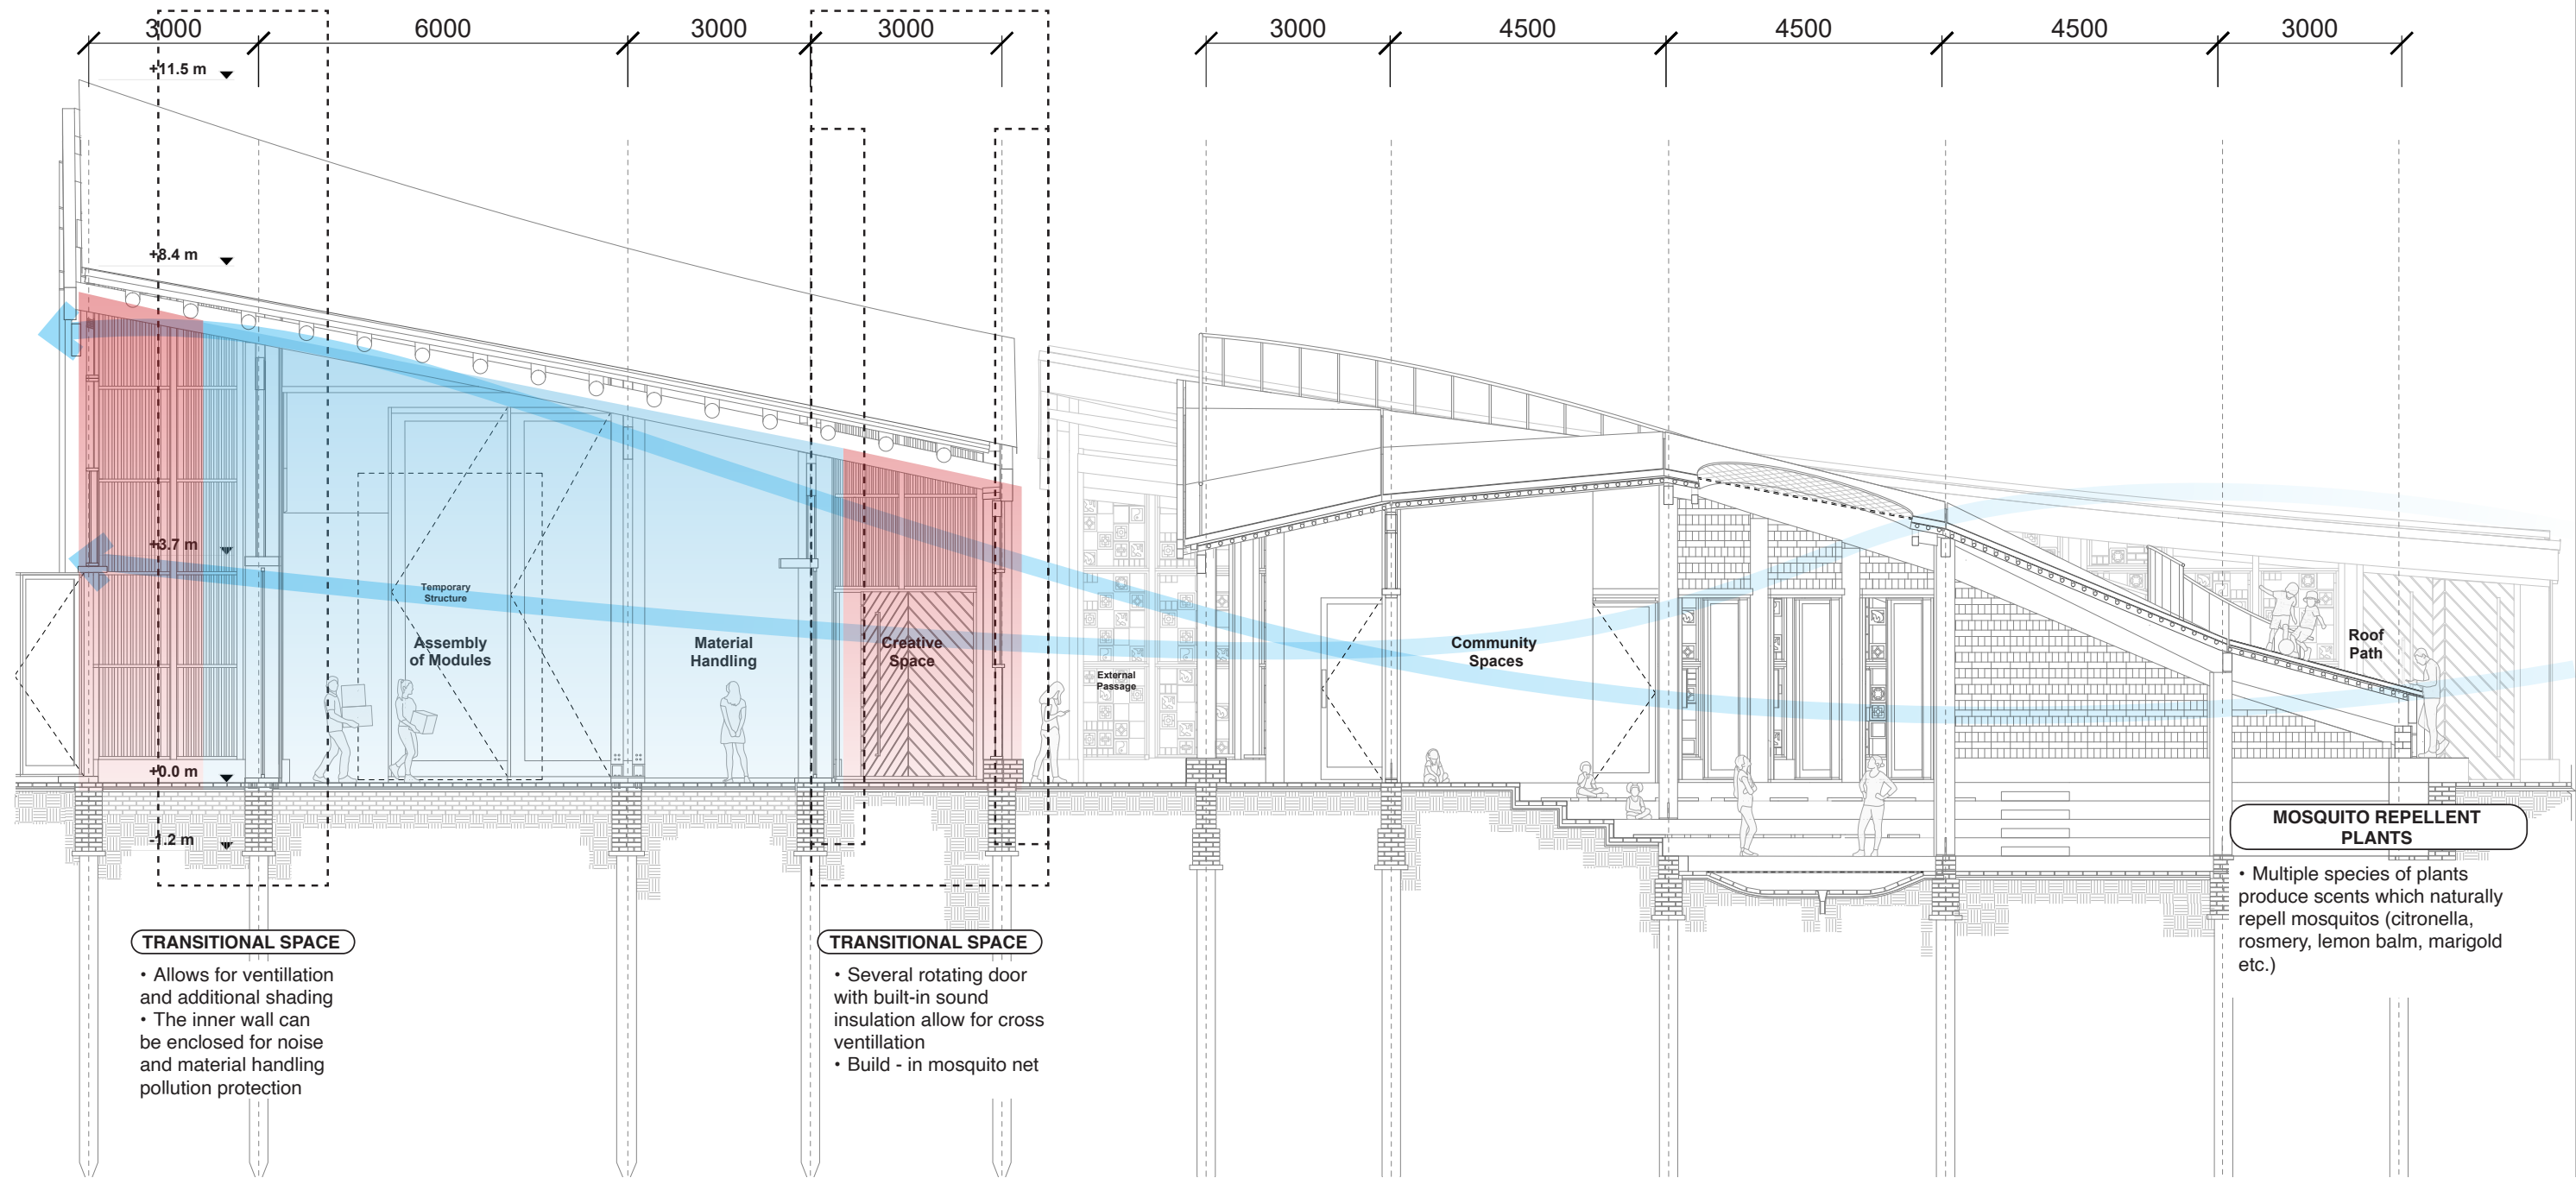 3000 6000 3000 3000 3000 4500 4500 4500 3000
+11.5 m
+8.4 m
+3.7 m
Temporary
Structure
Assembly
of Modules
Material
Handling
Creative
Space
External
Passage
Community
Spaces
Roof
Path
+0.0 m
-1.2 m
TRANSITIONAL SPACE
• Allows for ventillation
and additional shading
• The inner wall can
be enclosed for noise
and material handling
pollution protection
TRANSITIONAL SPACE
• Several rotating door
with built-in sound
insulation allow for cross
ventillation
• Build - in mosquito net
MOSQUITO REPELLENT
PLANTS
• Multiple species of plants
produce scents which naturally
repell mosquitos (citronella,
rosmery, lemon balm, marigold
etc.)